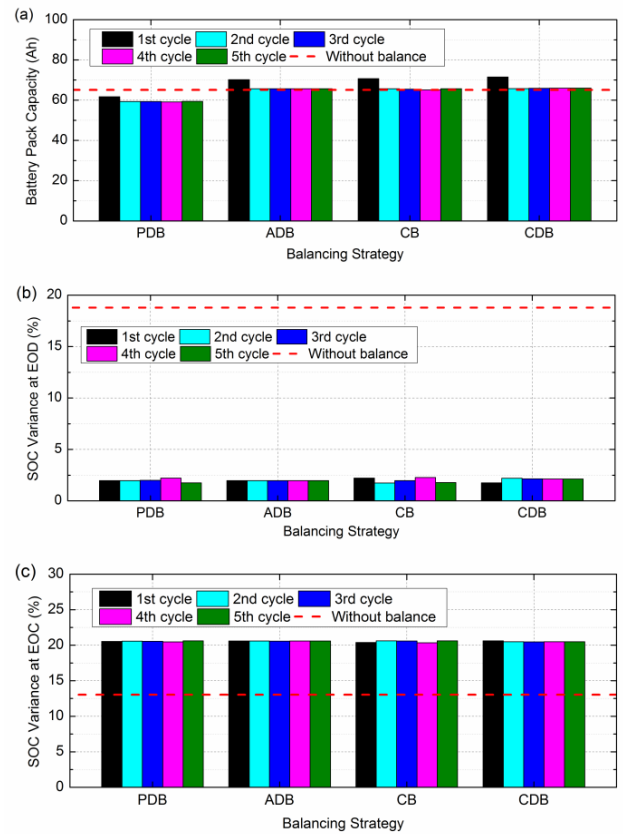 (a)
100
80
60
40
20
0
Battery Pack Capacity (Ah)
1st cycle 2nd cycle 3rd cycle
4th cycle 5th cycle Without balance
PDB ADB CB CDB
Balancing Strategy
(b)
20
15
10
5
0
SOC Variance at EOD (%)
1st cycle 2nd cycle 3rd cycle
4th cycle 5th cycle Without balance
PDB ADB CB CDB
Balancing Strategy
(c)
30
25
20
15
10
5
0
SOC Variance at EOC (%)
1st cycle 2nd cycle 3rd cycle
4th cycle 5th cycle Without balance
PDB ADB CB CDB
Balancing Strategy